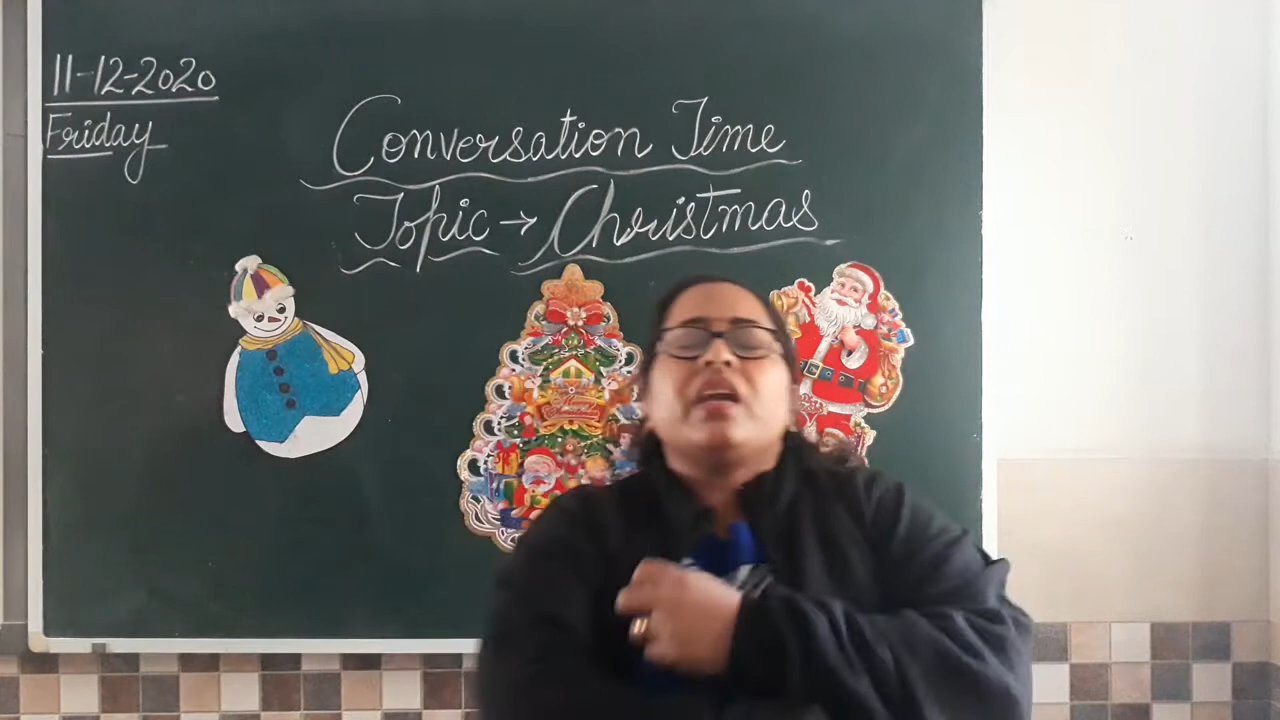 11-12-2020
Friday
Conversation Time
Topic → Christmas